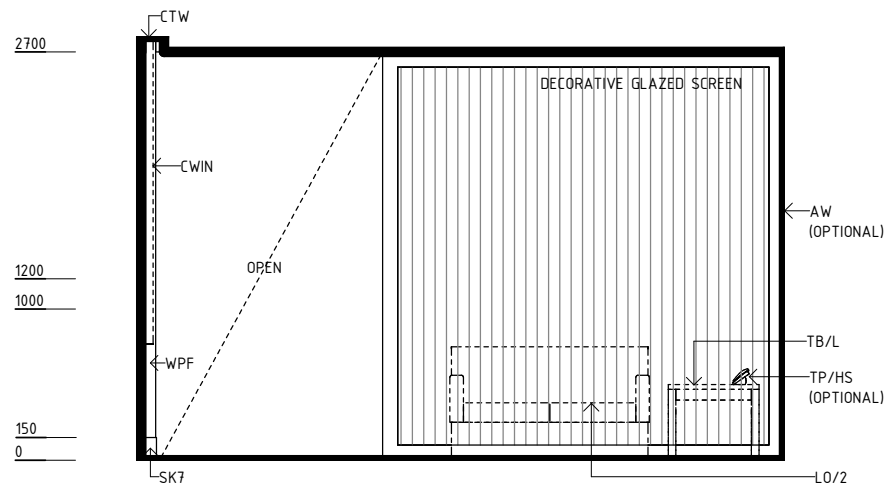 CTW
2700
DECORATIVE GLAZED SCREEN
CWIN
AW
(OPTIONAL)
OPEN
1200
1000
TB/L
WPF
TP/HS
(OPTIONAL)
150
0
SK7
LO/2